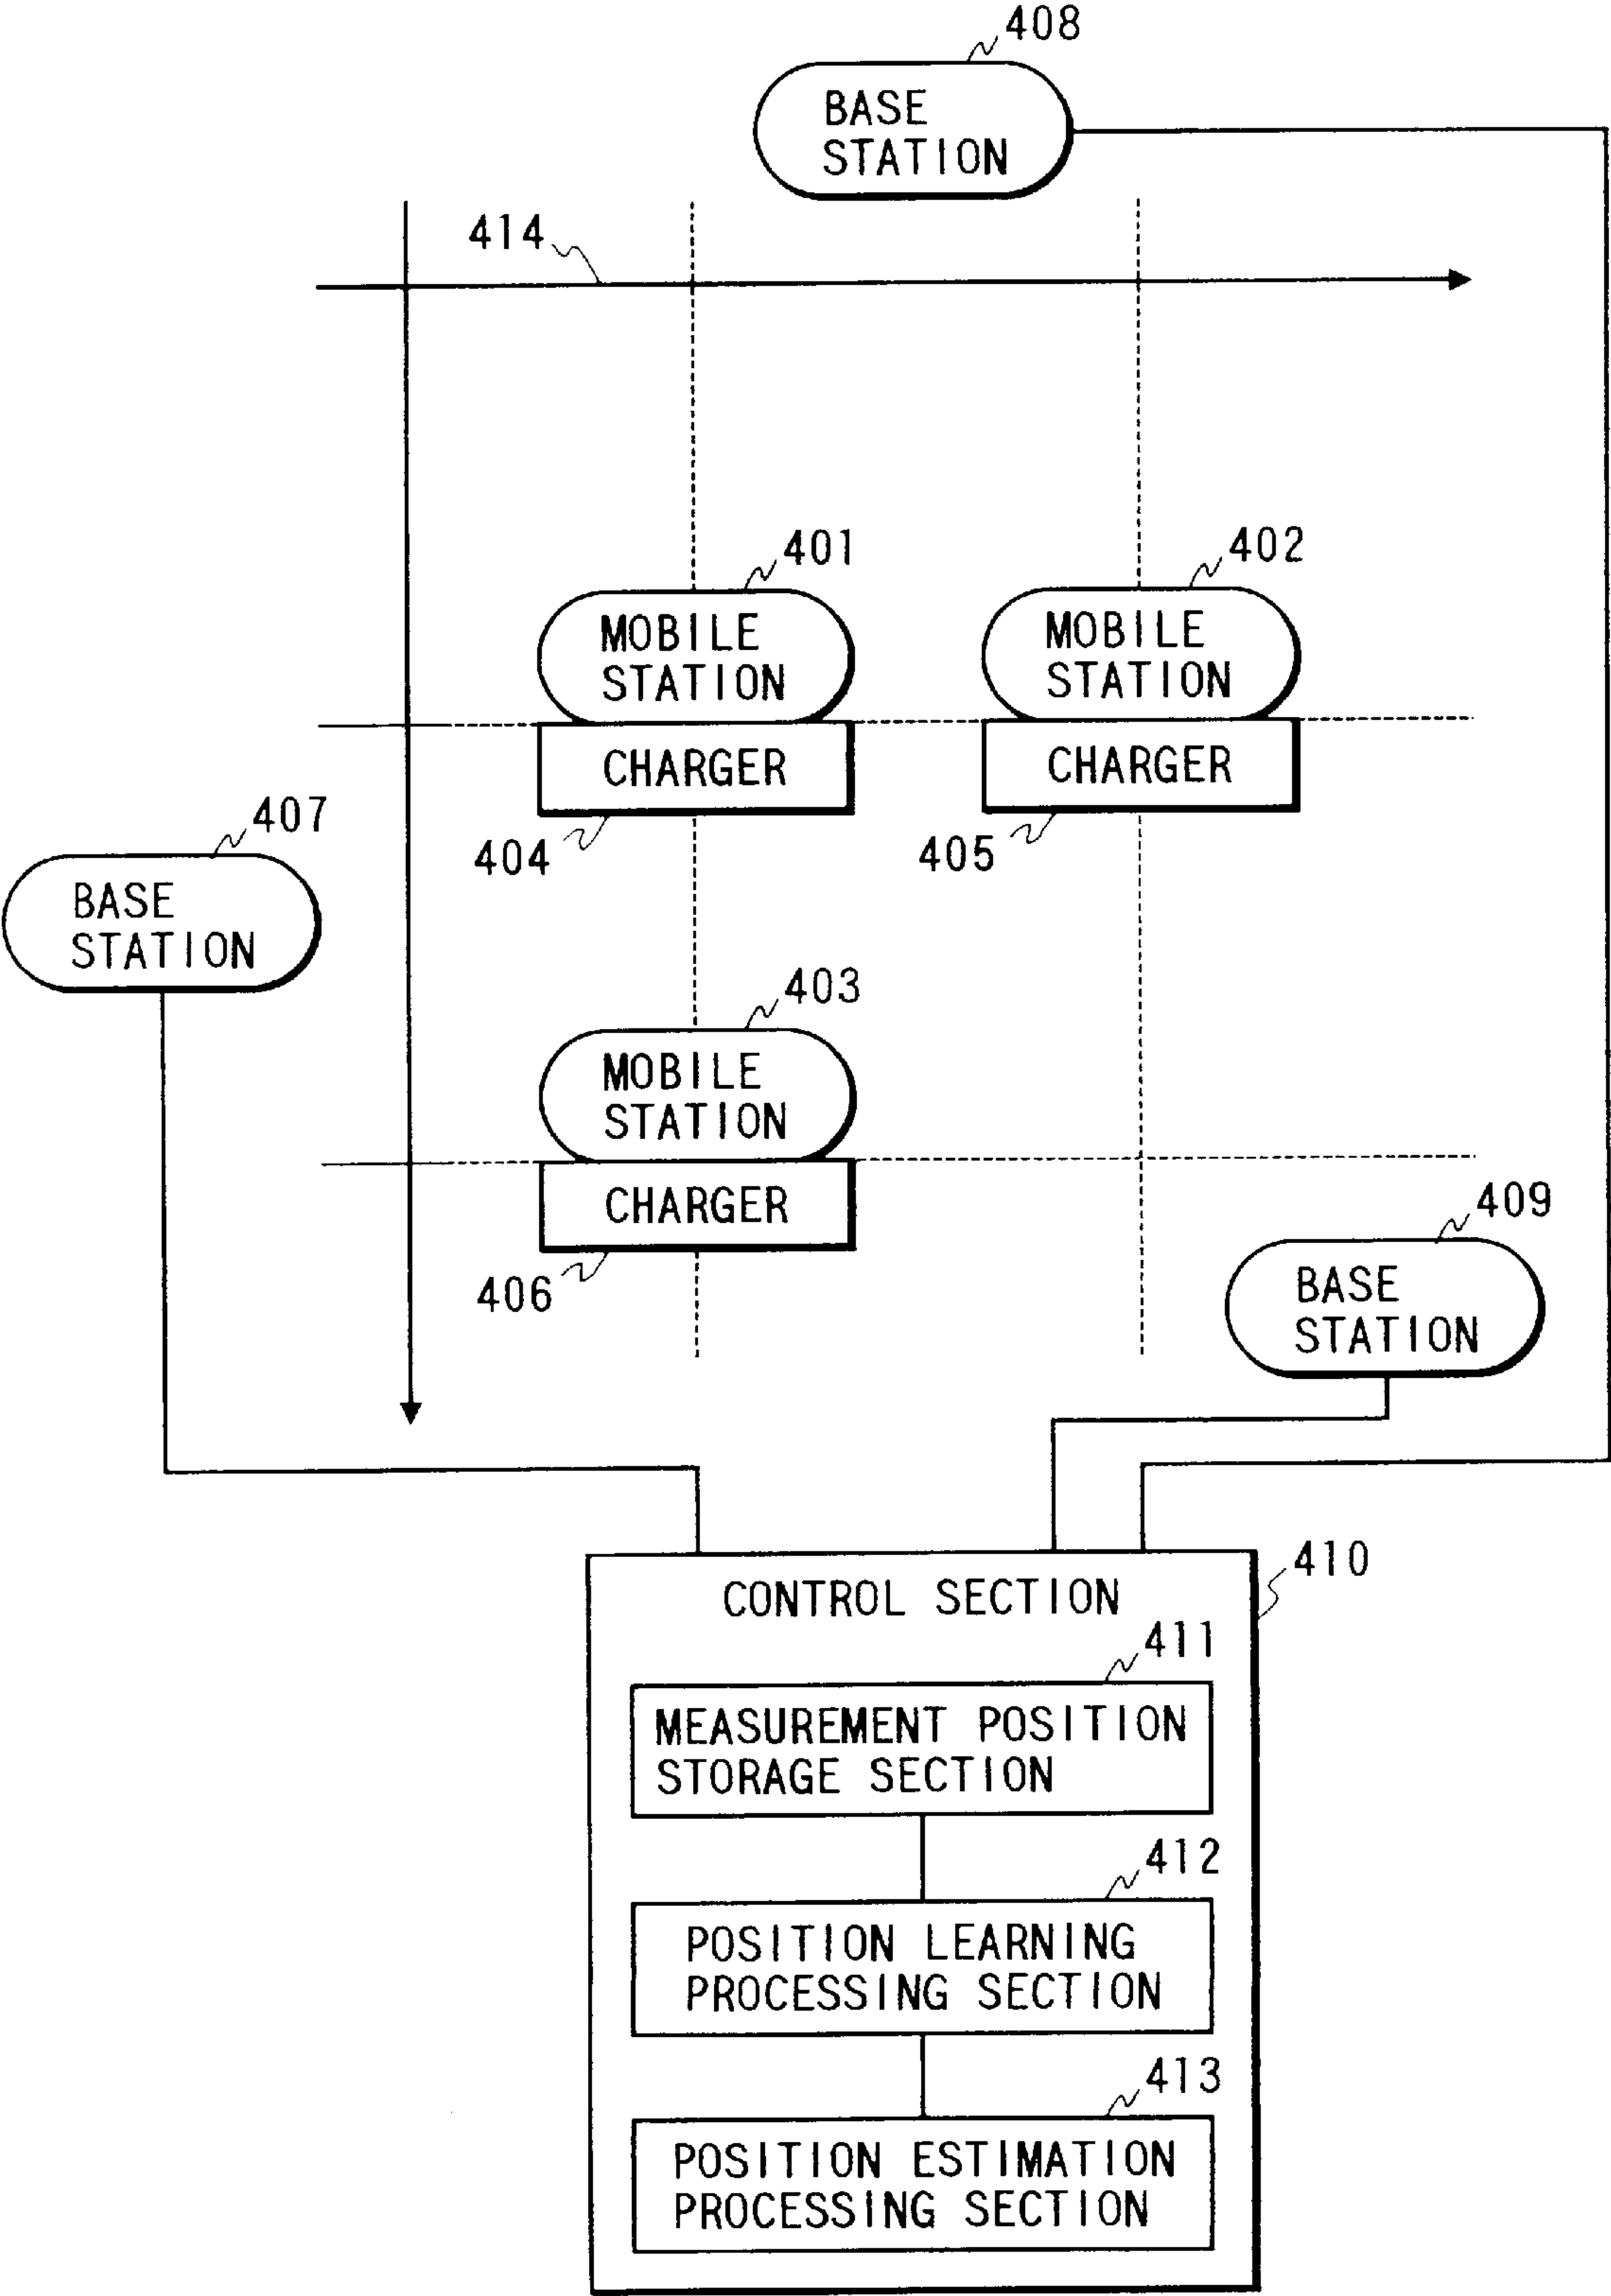 408
BASE
STATION
414
401
402
MOBILE
STATION
MOBILE
STATION
CHARGER
CHARGER
407
404
405
BASE
STATION
403
MOBILE
STATION
CHARGER
409
406
BASE
STATION
410
CONTROL SECTION
411
MEASUREMENT POSITION
STORAGE SECTION
412
POSITION LEARNING
PROCESSING SECTION
413
POSITION ESTIMATION
PROCESSING SECTION